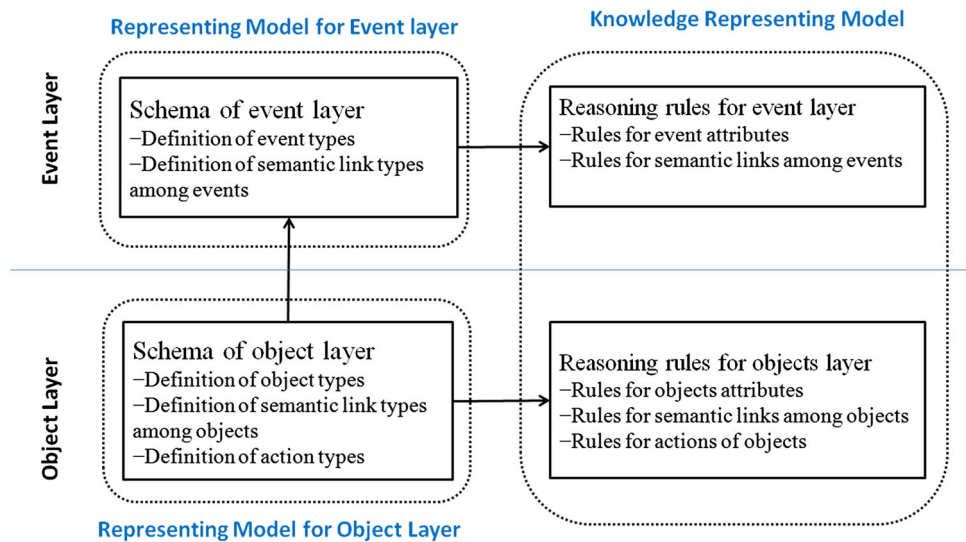 Representing Model for Event layer
Knowledge Representing Model
Event Layer
Schema of event layer
−Definition of event types
−Definition of semantic link types
among events
Reasoning rules for event layer
−Rules for event attributes
−Rules for semantic links among events
Object Layer
Schema of object layer
−Definition of object types
−Definition of semantic link types
among objects
−Definition of action types
Reasoning rules for objects layer
−Rules for objects attributes
−Rules for semantic links among objects
−Rules for actions of objects
Representing Model for Object Layer